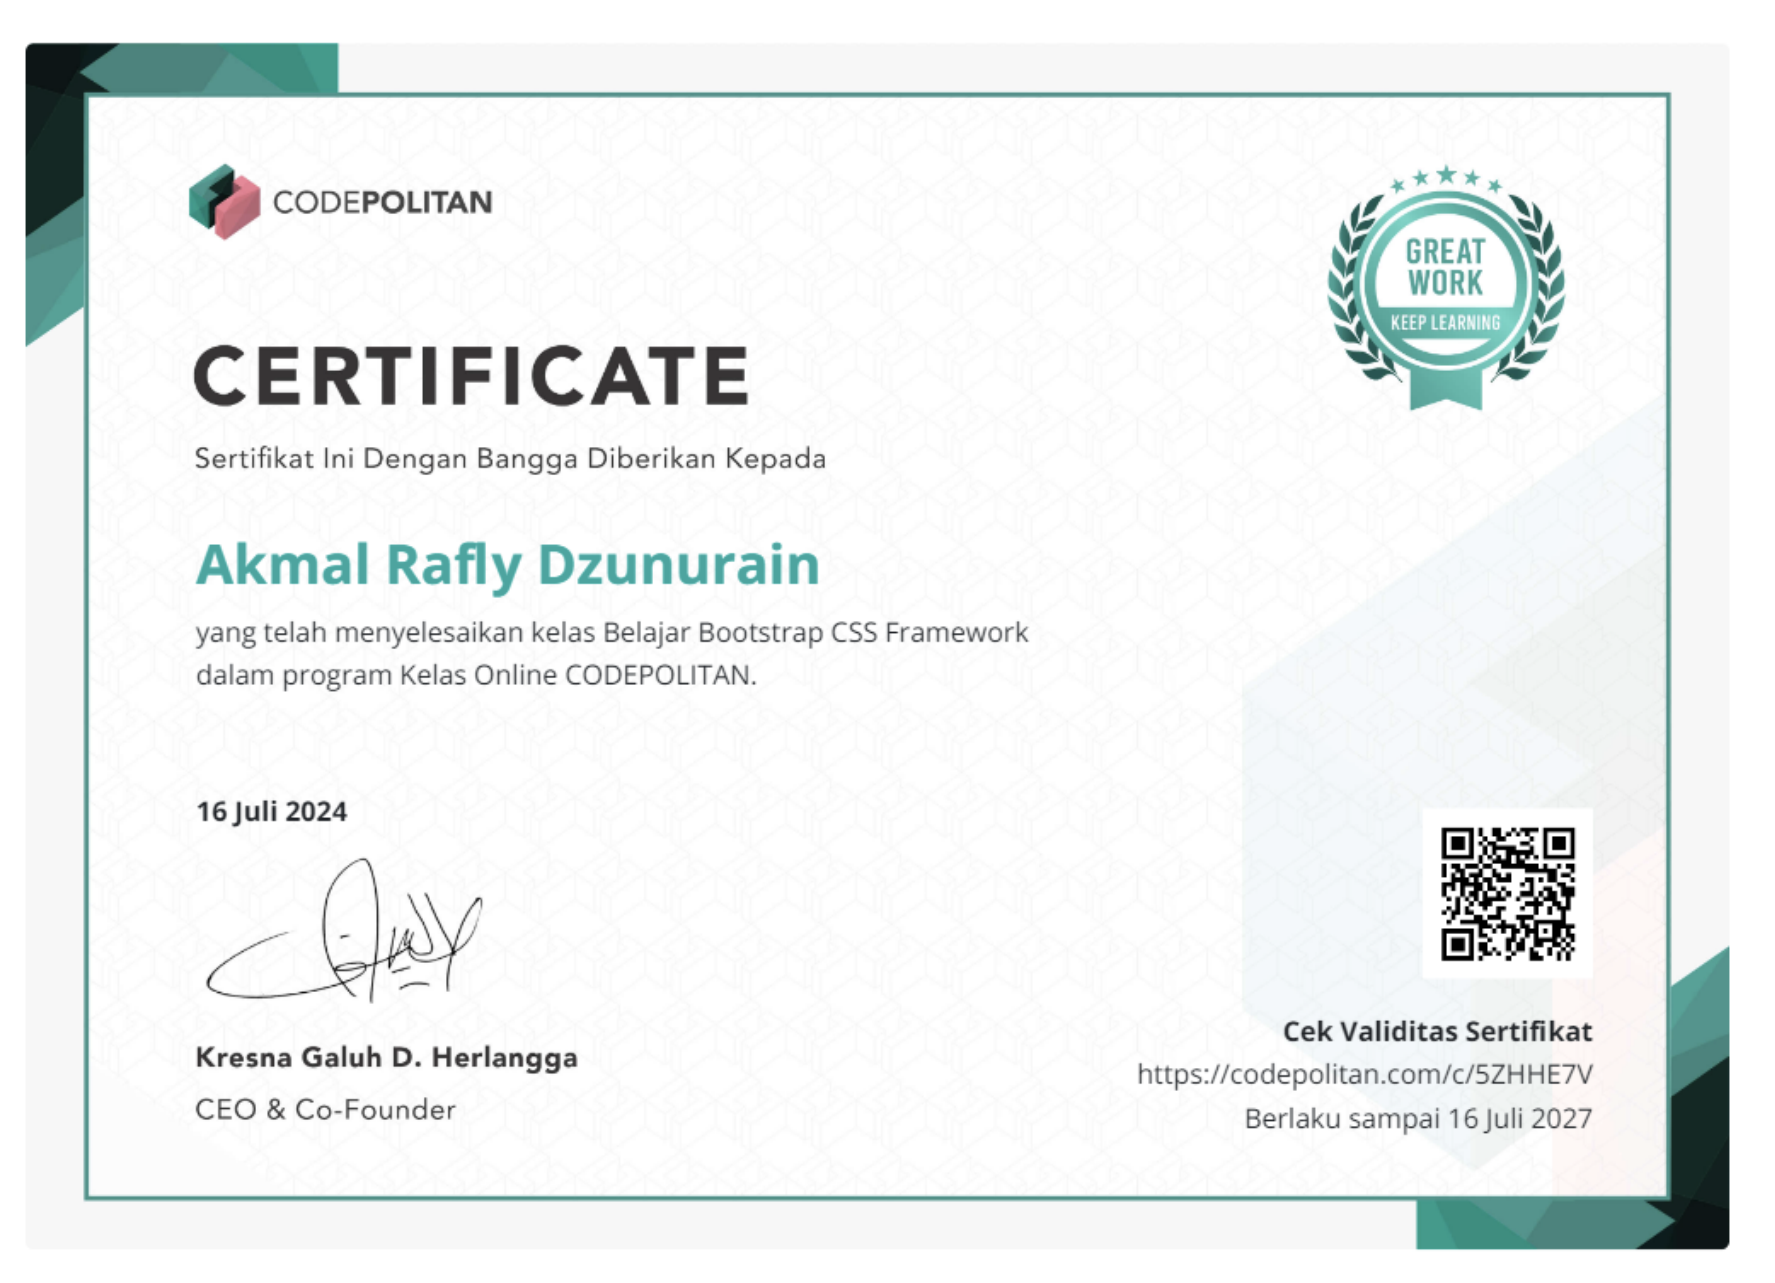 CODEPOLITAN
GREAT
WORK
KEEP LEARNING
CERTIFICATE
Sertifikat Ini Dengan Bangga Diberikan Kepada
Akmal Rafly Dzunurain
yang telah menyelesaikan kelas Belajar Bootstrap CSS Framework
dalam program Kelas Online CODEPOLITAN.
16 Juli 2024
Kresna Galuh D. Herlangga
CEO & Co-Founder
Cek Validitas Sertifikat
https://codepolitan.com/c/5ZHHE7V
Berlaku sampai 16 Juli 2027